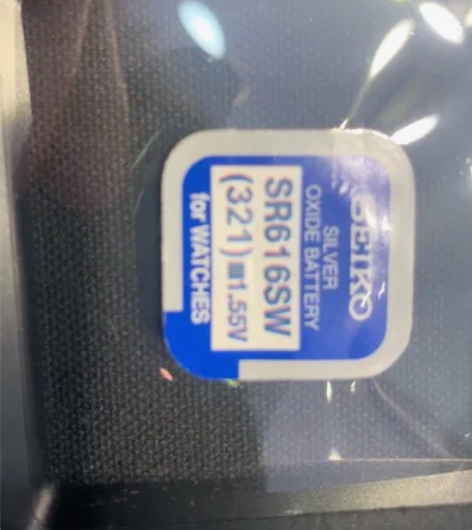 SEIKO
SILVER
OXIDE BATTERY
SR616SW
(321)■1.55V
for WATCHES